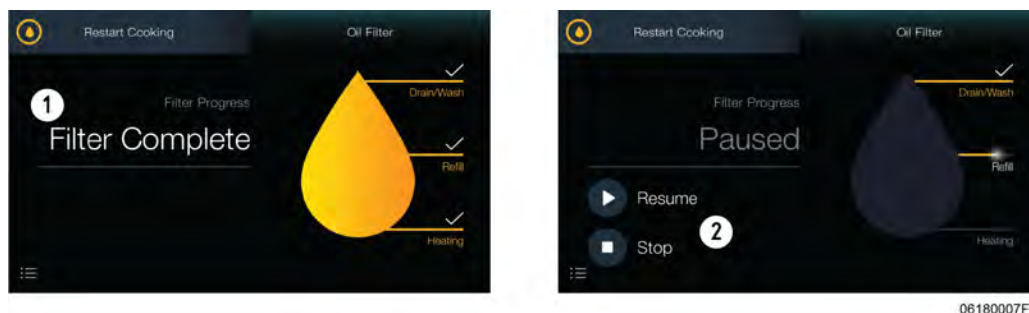 Restart Cooking
Oil Filter
1
Filter Progress
Filter Complete
Drain/Wash
Refill
Heating
Restart Cooking
Oil Filter
Filter Progress
Paused
Drain/Wash
Refill
Resume
2
Stop
Heating
06180007F